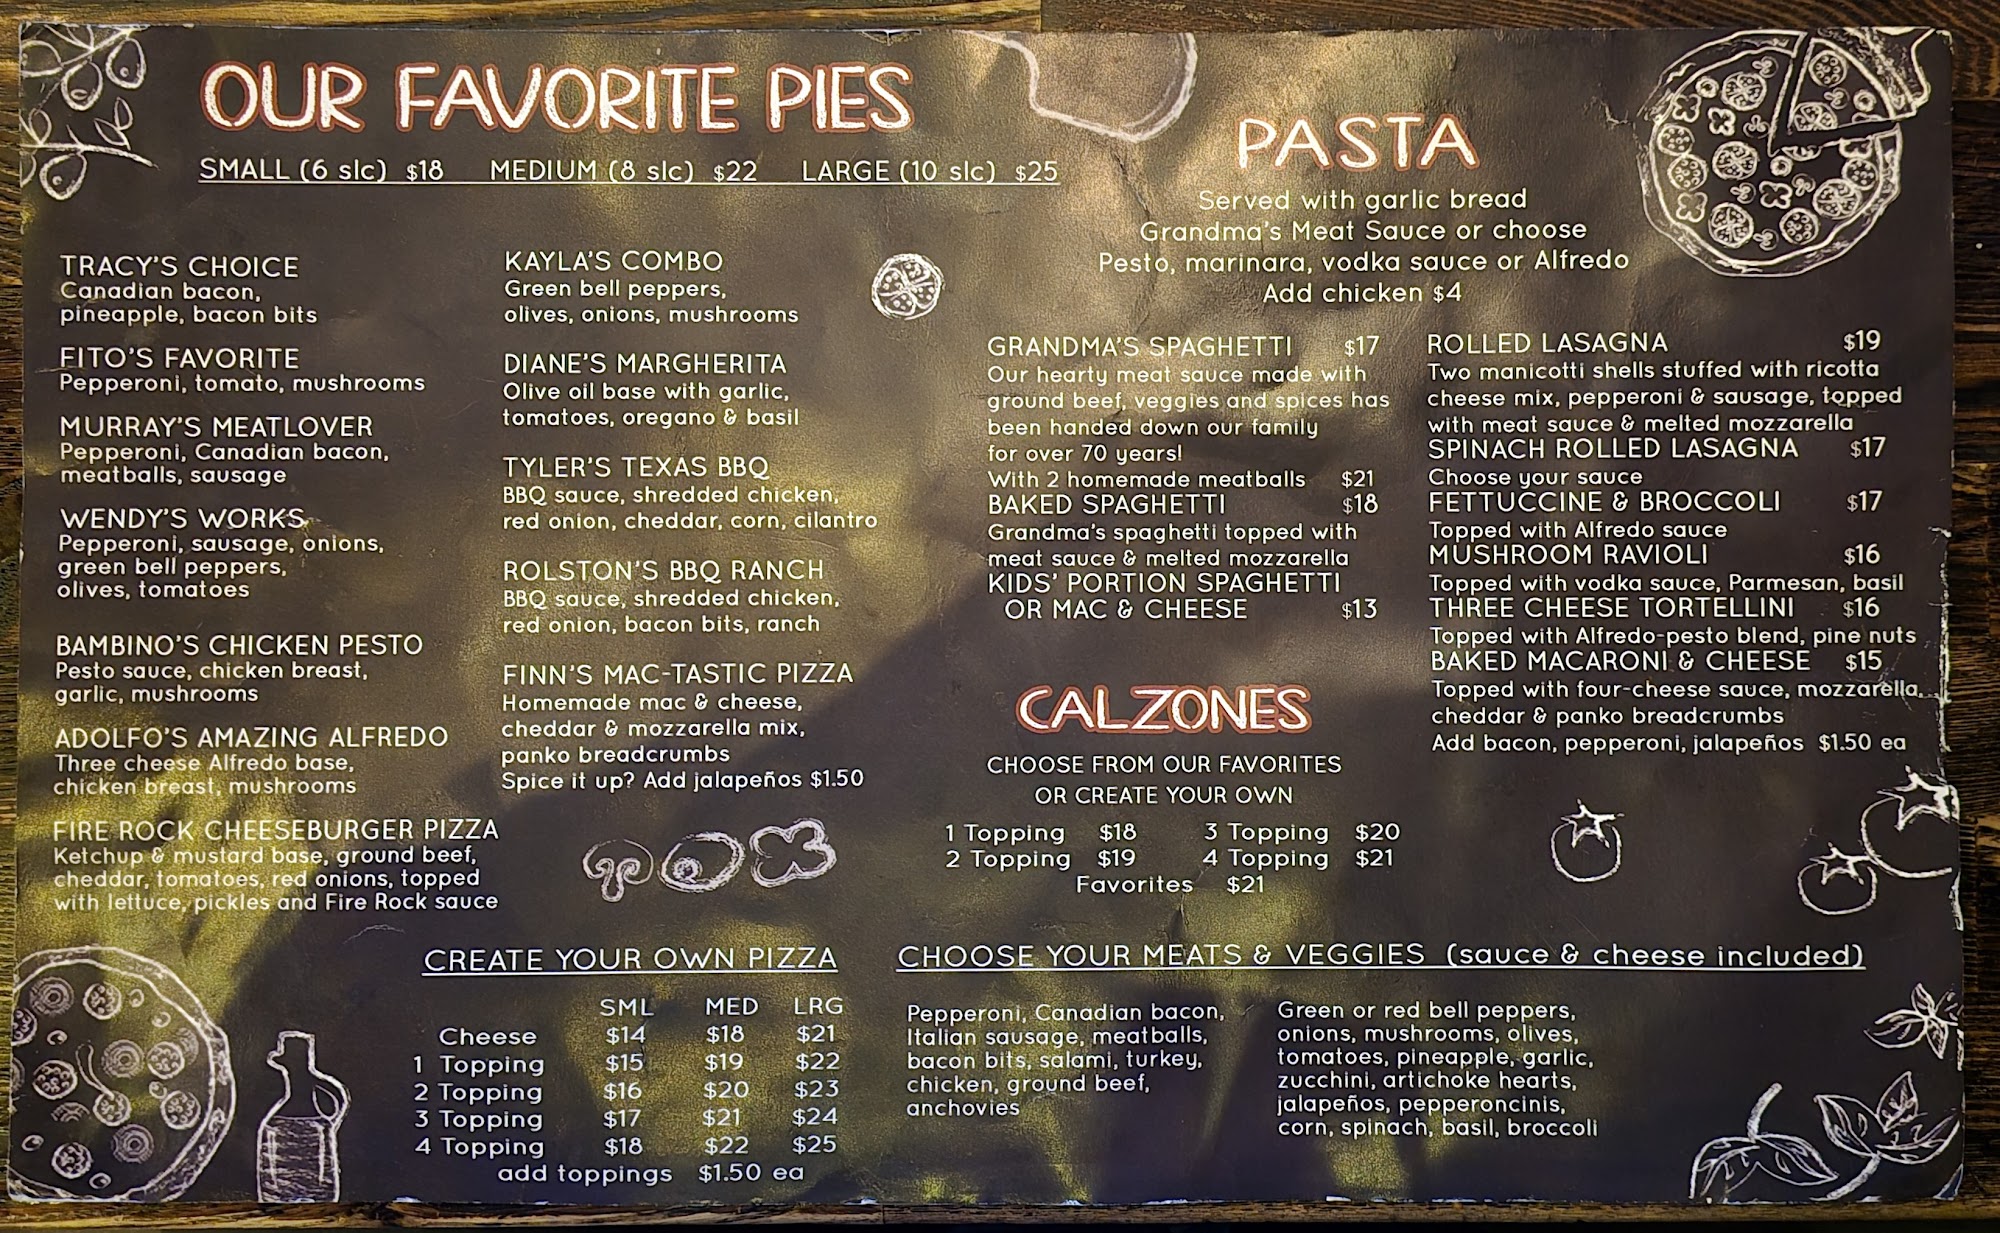 OUR FAVORITE PIES
SMALL (6 slc) $18 MEDIUM (8 slc) $22 LARGE (10 slc) $25
TRACY'S CHOICE
Canadian bacon,
pineapple, bacon bits
FITO'S FAVORITE
Pepperoni, tomato, mushrooms
MURRAY'S MEATLOVER
Pepperoni, Canadian bacon,
meatballs, sausage
WENDY'S WORKS
Pepperoni, sausage, onions,
green bell peppers,
olives, tomatoes
BAMBINO'S CHICKEN PESTO
Pesto sauce, chicken breast,
garlic, mushrooms
ADOLFO'S AMAZING ALFREDO
Three cheese Alfredo base,
chicken breast, mushrooms
FIRE ROCK CHEESEBURGER PIZZA
Ketchup & mustard base, ground beef,
cheddar, tomatoes, red onions, topped
with lettuce, pickles and Fire Rock sauce
KAYLA'S COMBO
Green bell peppers,
olives, onions, mushrooms
DIANE'S MARGHERITA
Olive oil base with garlic,
tomatoes, oregano & basil
TYLER'S TEXAS BBQ
BBQ sauce, shredded chicken,
red onion, cheddar, corn, cilantro
ROLSTON'S BBQ RANCH
BBQ sauce, shredded chicken,
red onion, bacon bits, ranch
FINN'S MAC-TASTIC PIZZA
Homemade mac & cheese,
cheddar & mozzarella mix,
panko breadcrumbs
Spice it up? Add jalapeños $1.50
CREATE YOUR OWN PIZZA
SML MED LRG
Cheese $14 $18 $21
1 Topping $15 $19 $22
2 Topping $16 $20 $23
3 Topping $17 $21 $24
4 Topping $18 $22 $25
add toppings $1.50 ea
PASTA
Served with garlic bread
Grandma's Meat Sauce or choose
Pesto, marinara, vodka sauce or Alfredo
Add chicken $4
GRANDMA'S SPAGHETTI $17
Our hearty meat sauce made with
ground beef, veggies and spices has
been handed down our family
for over 70 years!
With 2 homemade meatballs $21
BAKED SPAGHETTI $18
Grandma's spaghetti topped with
meat sauce & melted mozzarella
KIDS' PORTION SPAGHETTI
OR MAC & CHEESE $13
ROLLED LASAGNA $19
Two manicotti shells stuffed with ricotta
cheese mix, pepperoni & sausage, topped
with meat sauce & melted mozzarella
SPINACH ROLLED LASAGNA $17
Choose your sauce
FETTUCCINE & BROCCOLI $17
Topped with Alfredo sauce
MUSHROOM RAVIOLI $16
Topped with vodka sauce, Parmesan, basil
THREE CHEESE TORTELLINI $16
Topped with Alfredo-pesto blend, pine nuts
BAKED MACARONI & CHEESE $15
Topped with four-cheese sauce, mozzarella,
cheddar & panko breadcrumbs
Add bacon, pepperoni, jalapeños $1.50 ea
CALZONES
CHOOSE FROM OUR FAVORITES
OR CREATE YOUR OWN
1 Topping $18 3 Topping $20
2 Topping $19 4 Topping $21
Favorites $21
CHOOSE YOUR MEATS & VEGGIES (sauce & cheese included)
Pepperoni, Canadian bacon,
Italian sausage, meatballs,
bacon bits, salami, turkey,
chicken, ground beef,
anchovies
Green or red bell peppers,
onions, mushrooms, olives,
tomatoes, pineapple, garlic,
zucchini, artichoke hearts,
jalapeños, pepperoncinis,
corn, spinach, basil, broccoli